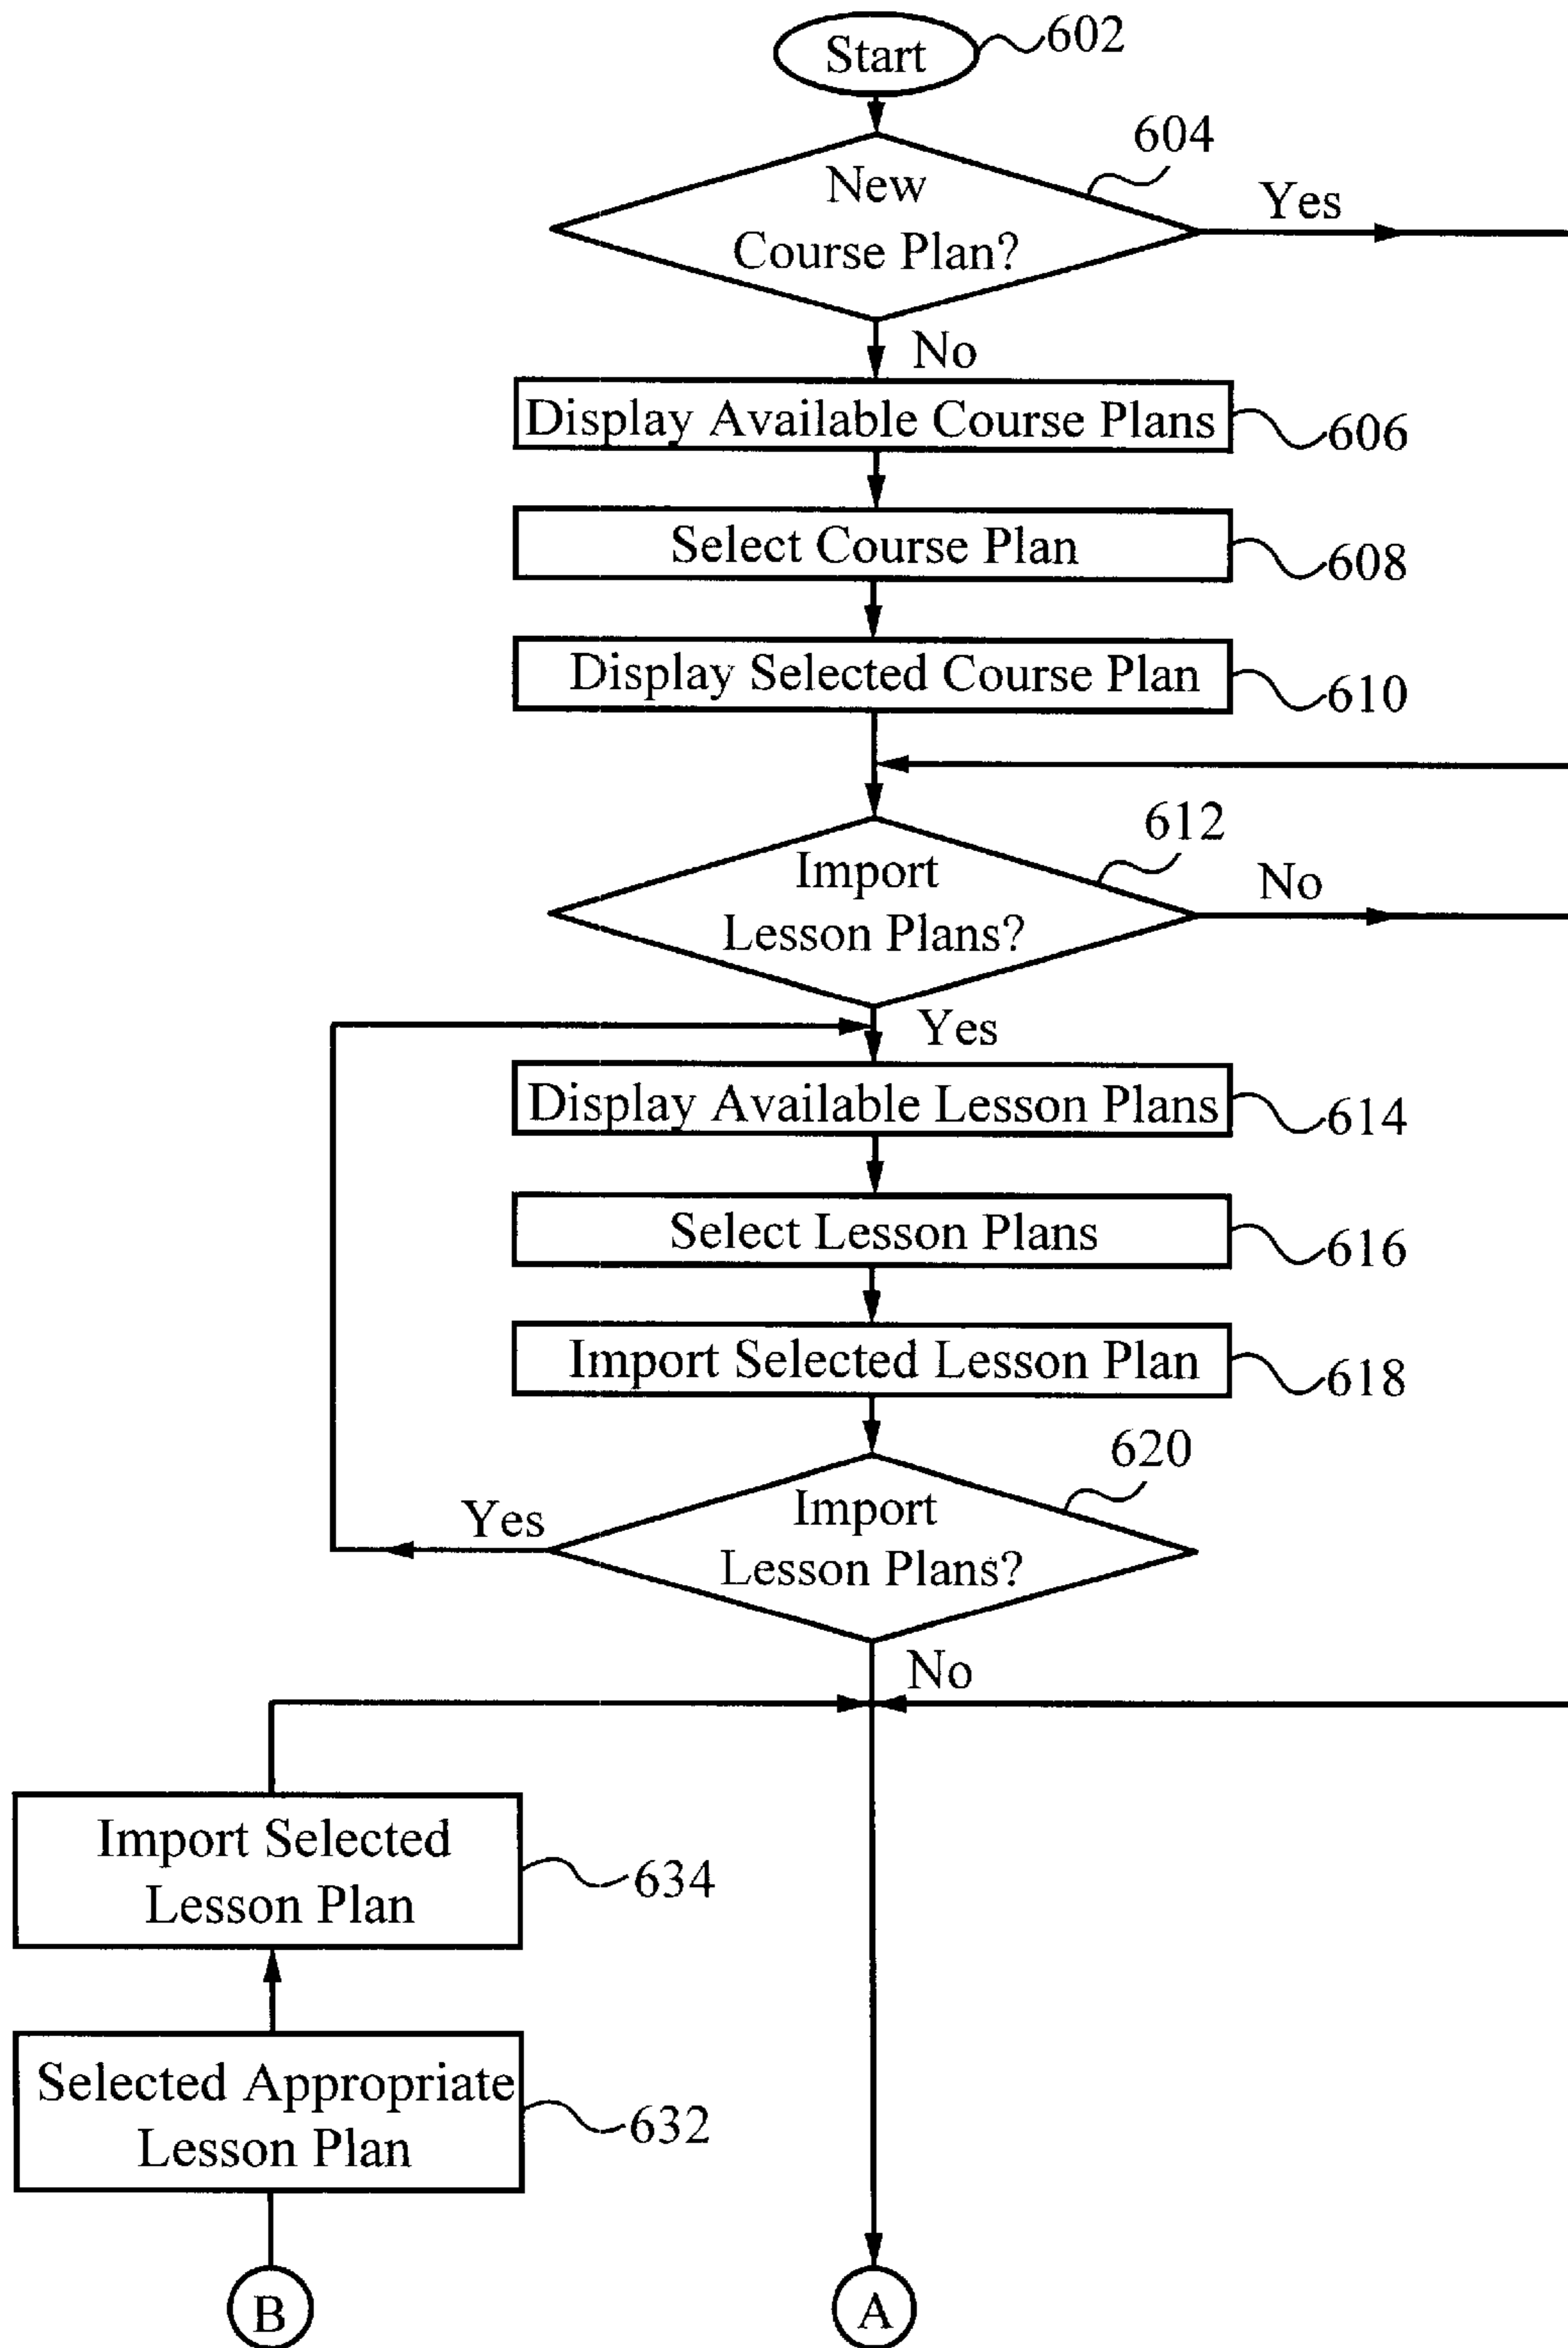 Start
602
604
New
Course Plan?
Yes
No
Display Available Course Plans
606
Select Course Plan
608
Display Selected Course Plan
610
612
Import
Lesson Plans?
No
Yes
Display Available Lesson Plans
614
Select Lesson Plans
616
Import Selected Lesson Plan
618
620
Import
Lesson Plans?
Yes
No
Import Selected
Lesson Plan
634
Selected Appropriate
Lesson Plan
632
B
A